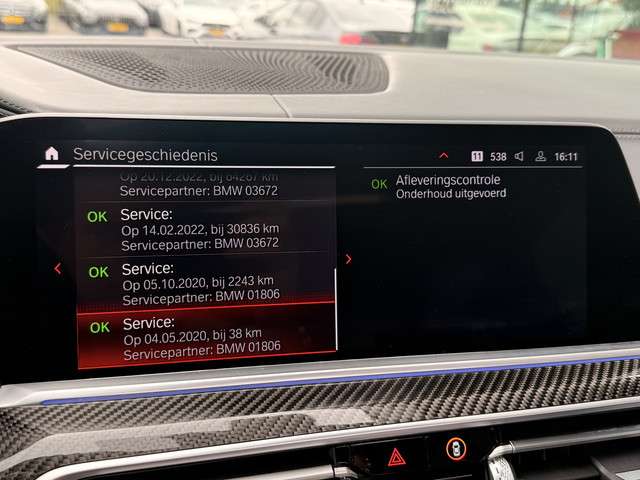 Servicegeschiedenis
11 538 16:11
Servicepartner: BMW 03672
OK Service:
Op 14.02.2022, bij 30836 km
Servicepartner: BMW 03672
OK Service:
Op 05.10.2020, bij 2243 km
Servicepartner: BMW 01806
OK Service:
Op 04.05.2020, bij 38 km
Servicepartner: BMW 01806
OK Afleveringscontrole
Onderhoud uitgevoerd